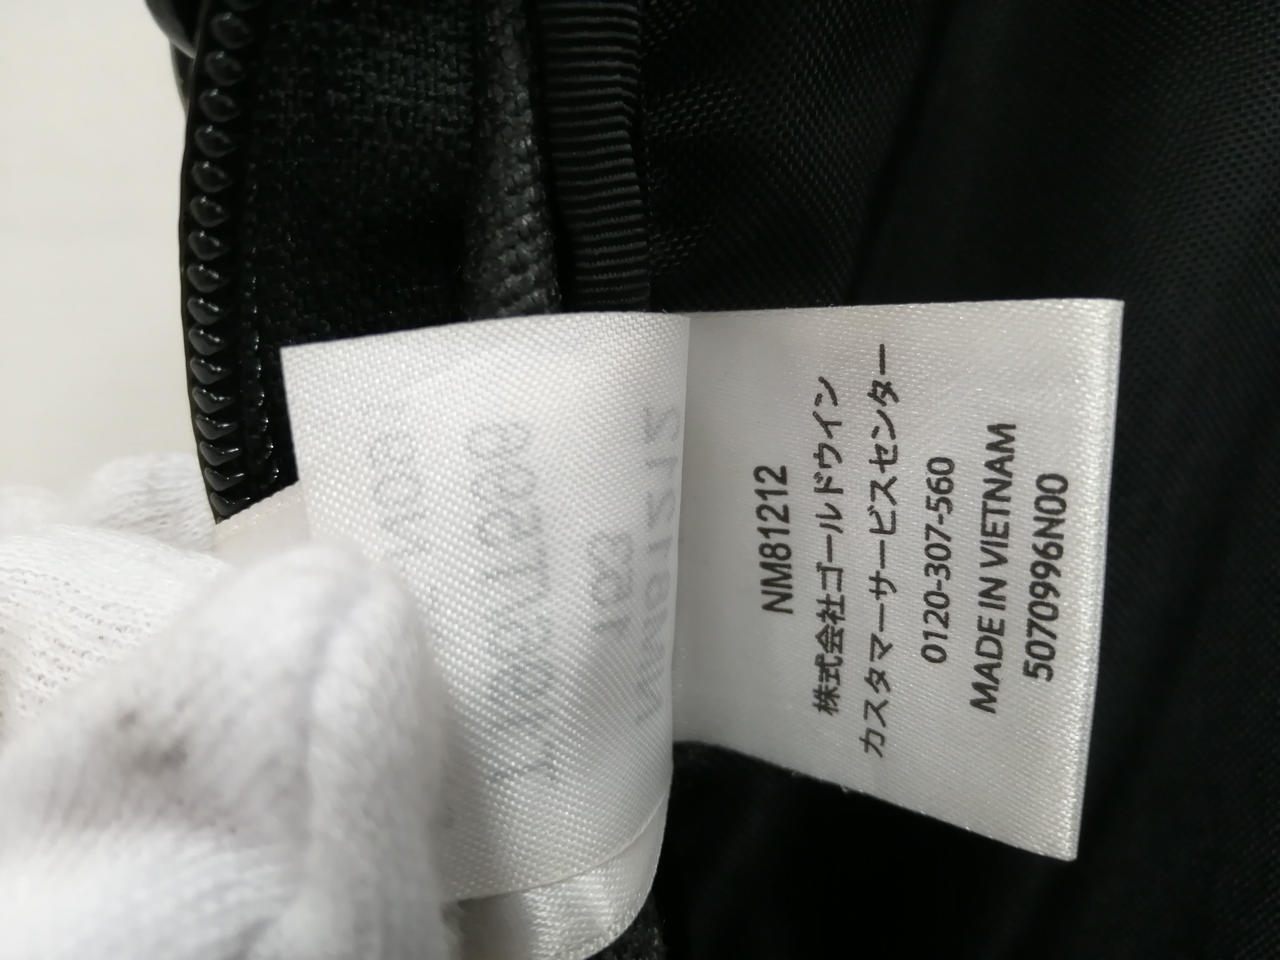 NM81212
株式会社ゴールドウイン
カスタマーサービスセンター
0120-307-560
MADE IN VIETNAM
5070996N00